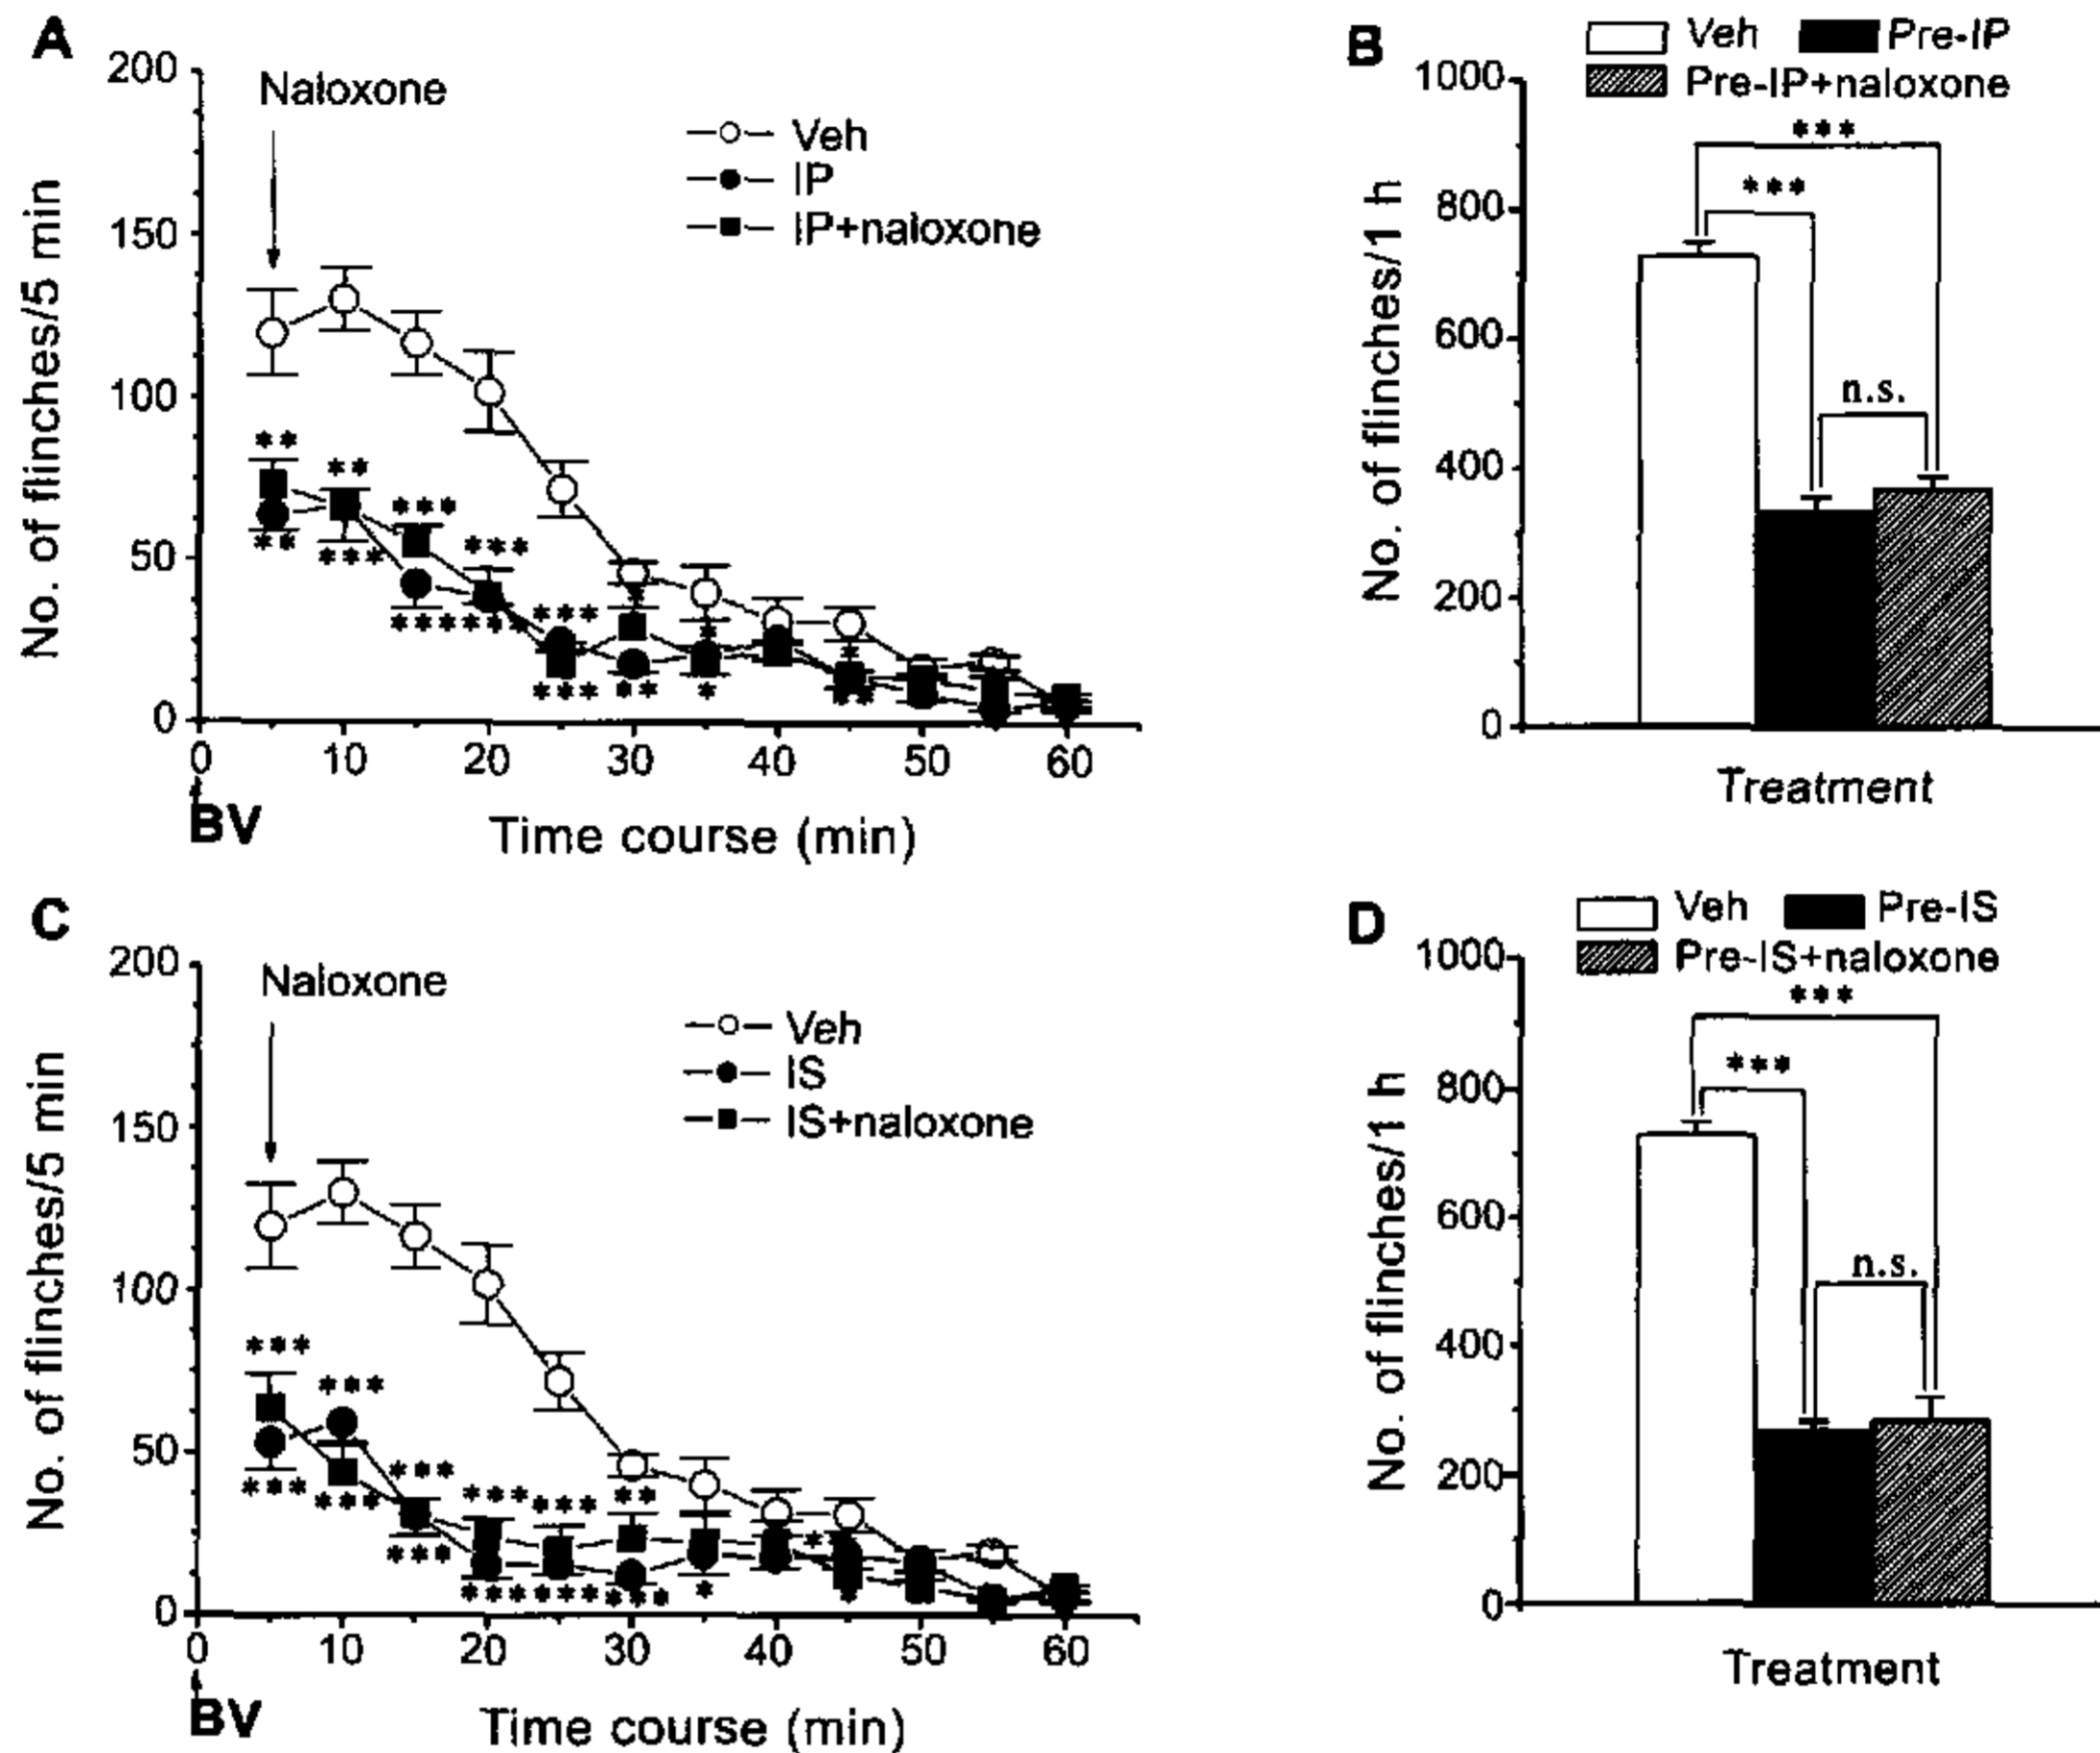 A
Naloxone
Veh
IP
IP+naloxone
No. of flinches/5 min
200
150
100
50
0
** ** *** *** *** * * *
** *** *** *** *** ** * **
0 10 20 30 40 50 60
BV
Time course (min)
B
Veh Pre-IP
Pre-IP+naloxone
No. of flinches/1 h
1000
800
600
400
200
0
***
***
n.s.
Treatment
C
Naloxone
Veh
IS
IS+naloxone
No. of flinches/5 min
200
150
100
50
0
*** *** *** *** *** **
*** *** *** *** *** *** * *
0 10 20 30 40 50 60
BV
Time course (min)
D
Veh Pre-IS
Pre-IS+naloxone
No. of flinches/1 h
1000
800
600
400
200
0
***
***
n.s.
Treatment